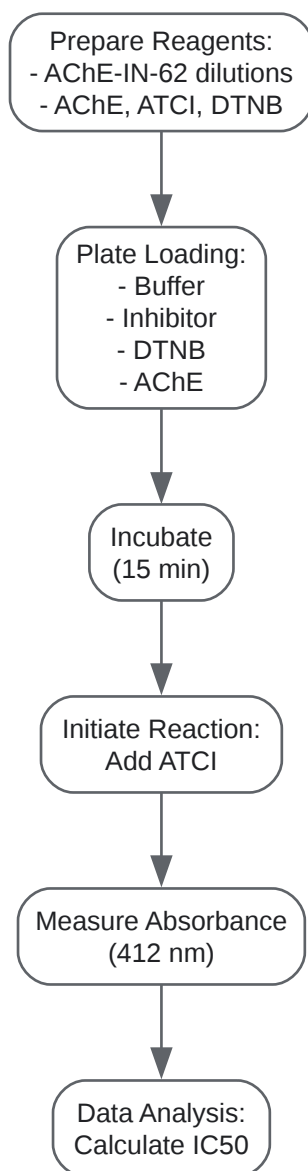 Prepare Reagents:
- AChE-IN-62 dilutions
- AChE, ATCI, DTNB
Plate Loading:
- Buffer
- Inhibitor
- DTNB
- AChE
Incubate
(15 min)
Initiate Reaction:
Add ATCI
Measure Absorbance
(412 nm)
Data Analysis:
Calculate IC50